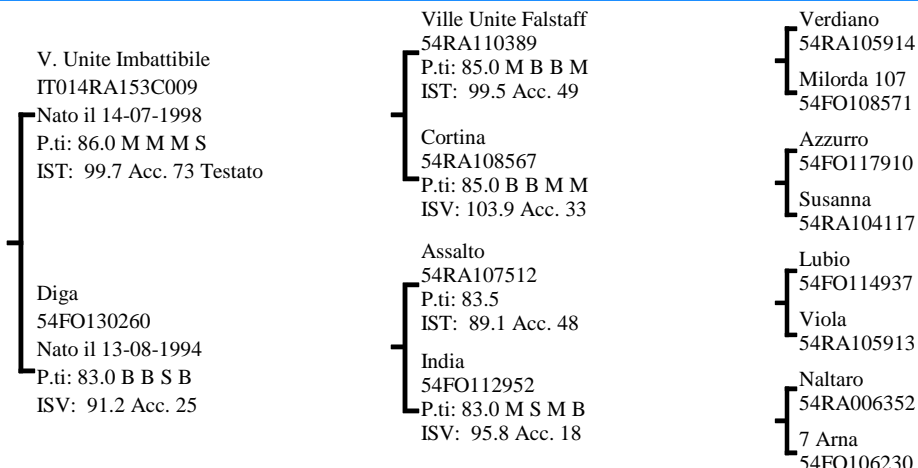 V. Unite Imbattibile
IT014RA153C009
Nato il 14-07-1998
P.ti: 86.0 M M M S
IST: 99.7 Acc. 73 Testato
Diga
54FO130260
Nato il 13-08-1994
P.ti: 83.0 B B S B
ISV: 91.2 Acc. 25
Ville Unite Falstaff
54RA110389
P.ti: 85.0 M B B M
IST: 99.5 Acc. 49
Cortina
54RA108567
P.ti: 85.0 B B M M
ISV: 103.9 Acc. 33
Assalto
54RA107512
P.ti: 83.5
IST: 89.1 Acc. 48
India
54FO112952
P.ti: 83.0 M S M B
ISV: 95.8 Acc. 18
Verdiano
54RA105914
Milorda 107
54FO108571
Azzurro
54FO117910
Susanna
54RA104117
Lubio
54FO114937
Viola
54RA105913
Naltaro
54RA006352
7 Arna
54FO106230